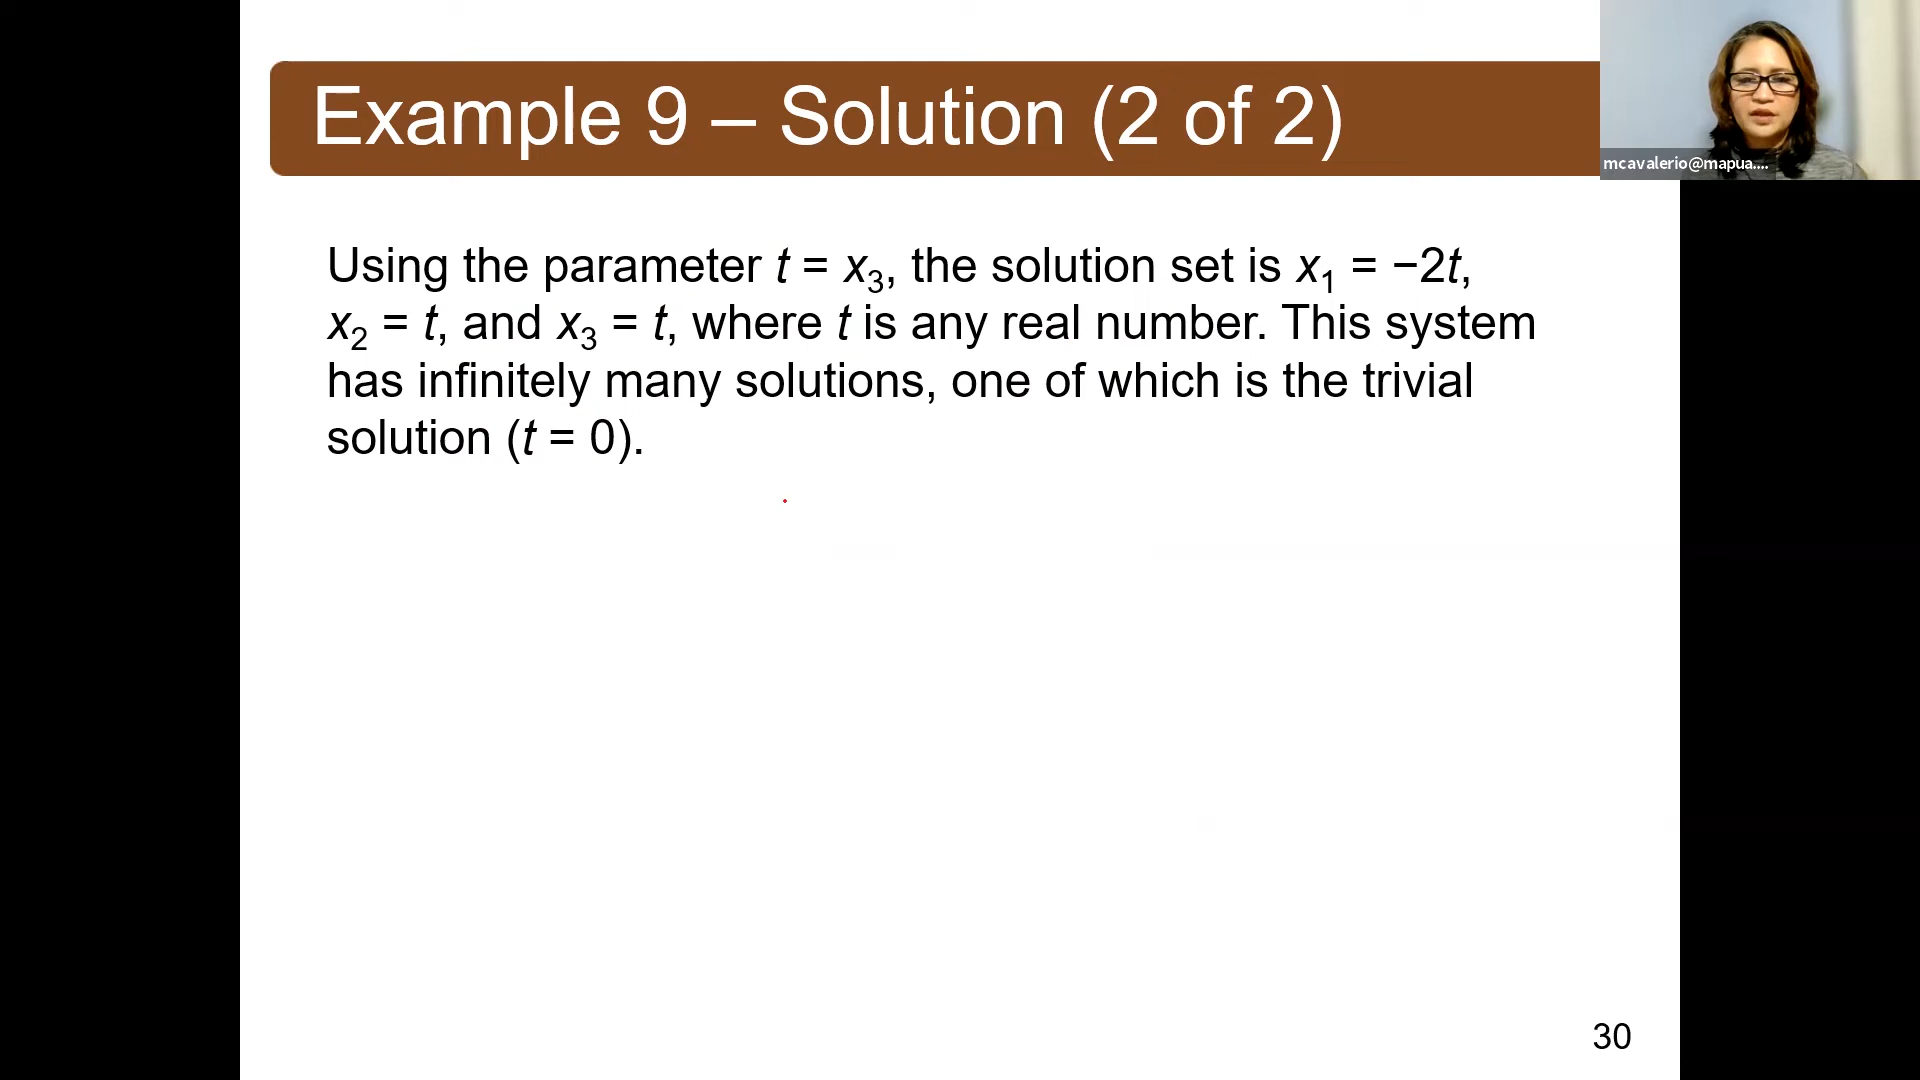 Example 9 – Solution (2 of 2)
mcavalerio@mapua....
Using the parameter t = x₃, the solution set is x₁ = −2t,
x₂ = t, and x₃ = t, where t is any real number. This system
has infinitely many solutions, one of which is the trivial
solution (t = 0).
30